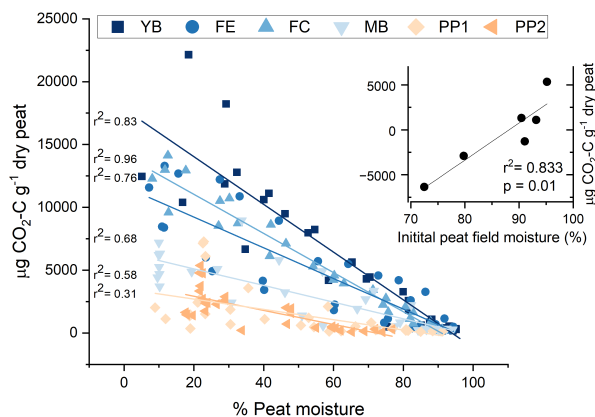 YB FE FC MB PP1 PP2
25000
20000
15000
10000
5000
0
µg CO2-C g-1 dry peat
r2= 0.83
r2= 0.96
r2= 0.76
r2= 0.68
r2= 0.58
r2= 0.31
0 20 40 60 80 100
% Peat moisture
5000
0
−5000
r2= 0.833
p = 0.01
70 80 90 100
Initital peat field moisture (%)
µg CO2-C g-1 dry peat